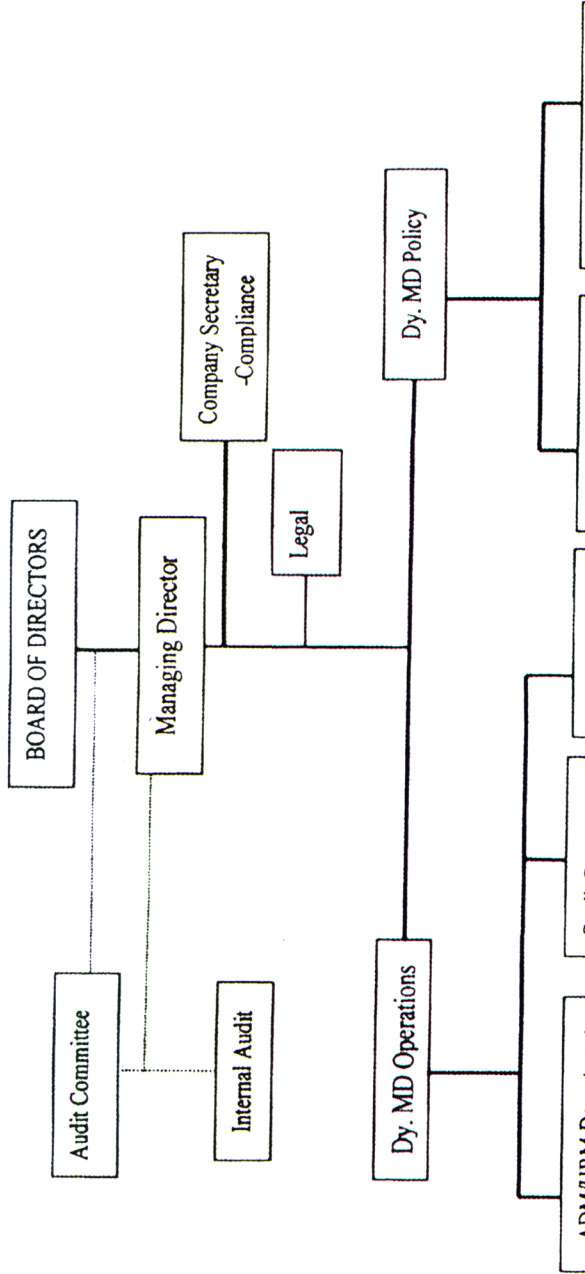 BOARD OF DIRECTORS
Audit Committee
Managing Director
Internal Audit
Company Secretary
-Compliance
Legal
Dy. MD Operations
Dy. MD Policy